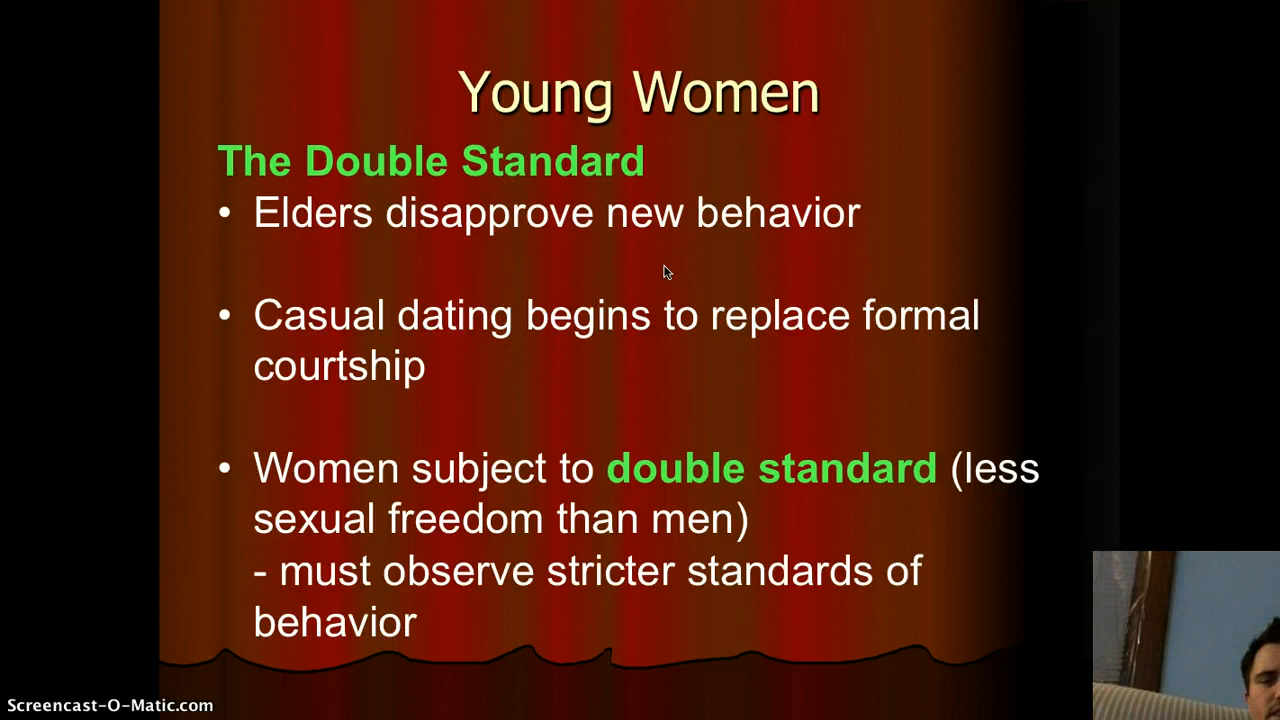 Young Women
The Double Standard
• Elders disapprove new behavior
• Casual dating begins to replace formal
courtship
• Women subject to double standard (less
sexual freedom than men)
- must observe stricter standards of
behavior
Screencast-O-Matic.com